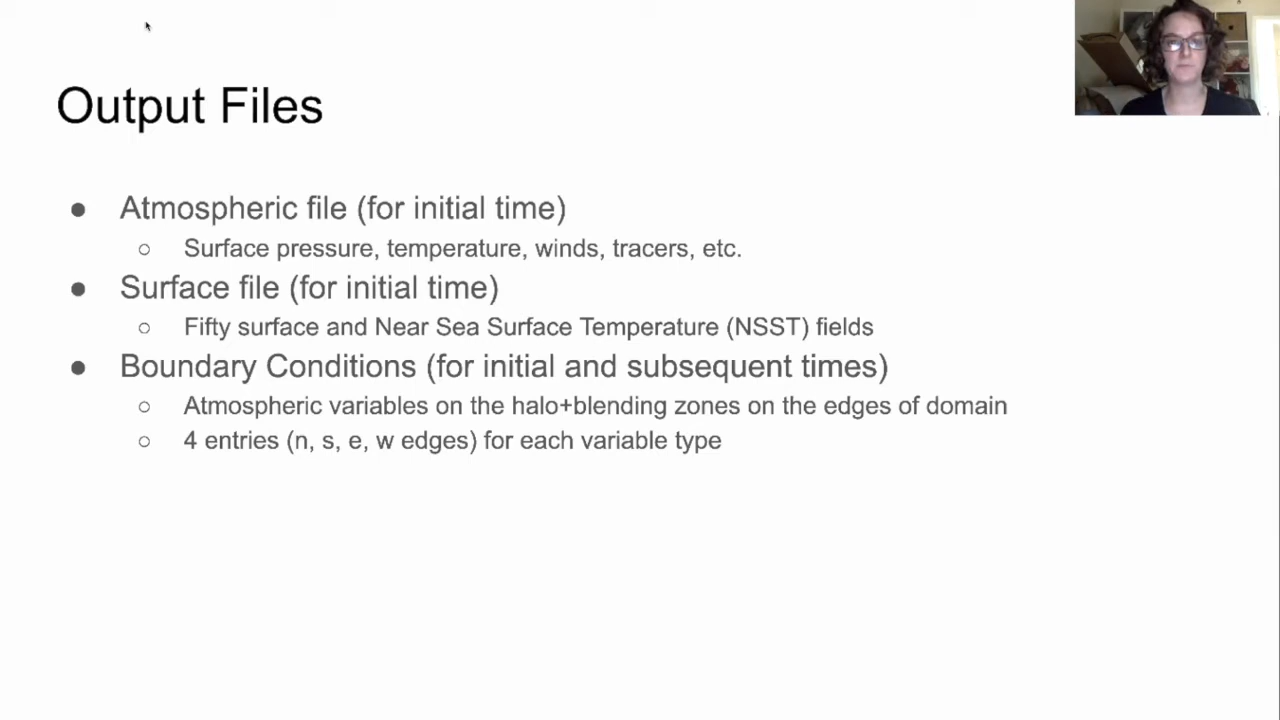 Output Files
● Atmospheric file (for initial time)
○ Surface pressure, temperature, winds, tracers, etc.
● Surface file (for initial time)
○ Fifty surface and Near Sea Surface Temperature (NSST) fields
● Boundary Conditions (for initial and subsequent times)
○ Atmospheric variables on the halo+blending zones on the edges of domain
○ 4 entries (n, s, e, w edges) for each variable type